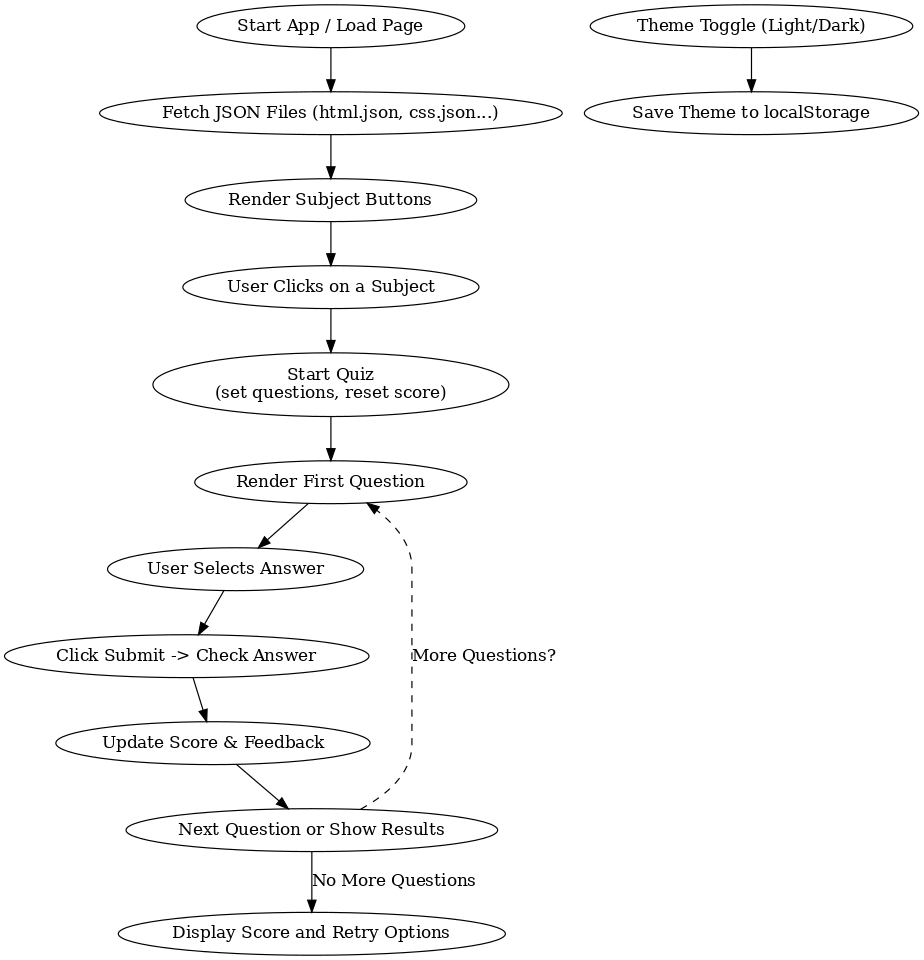 Start App / Load Page
Theme Toggle (Light/Dark)
Fetch JSON Files (html.json, css.json...)
Save Theme to localStorage
Render Subject Buttons
User Clicks on a Subject
Start Quiz
(set questions, reset score)
Render First Question
User Selects Answer
Click Submit -> Check Answer
More Questions?
Update Score & Feedback
Next Question or Show Results
No More Questions
Display Score and Retry Options